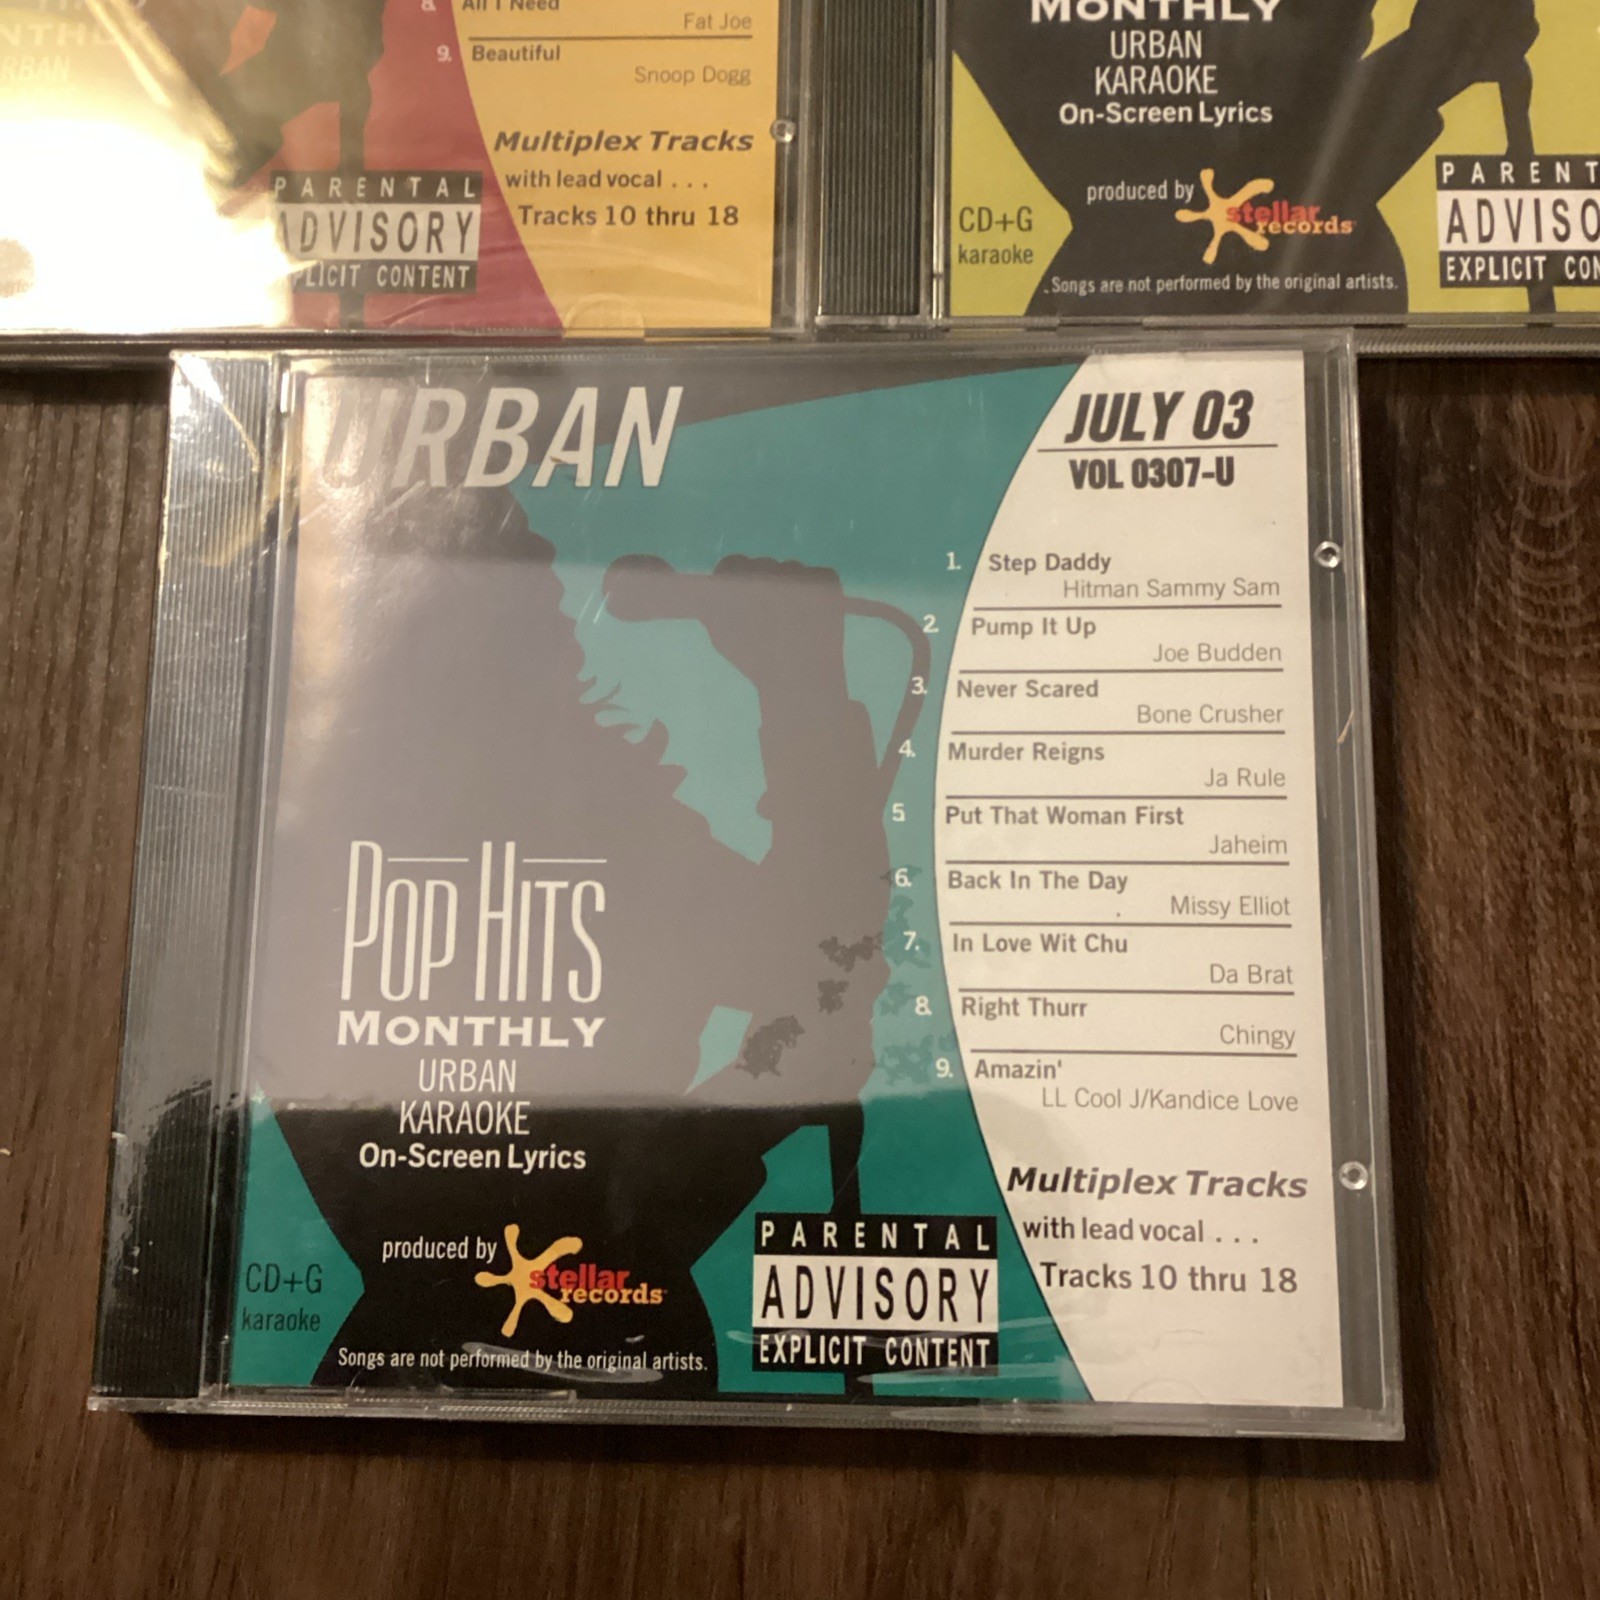 8. All I Need
Fat Joe
9. Beautiful
Snoop Dogg
Multiplex Tracks
with lead vocal . . .
Tracks 10 thru 18
PARENTAL
ADVISORY
EXPLICIT CONTENT
MONTHLY
URBAN
KARAOKE
On-Screen Lyrics
produced by
stellar
records
CD+G
karaoke
Songs are not performed by the original artists.
PARENT
ADVISO
EXPLICIT CON
URBAN
JULY 03
VOL 0307-U
1. Step Daddy
Hitman Sammy Sam
2. Pump It Up
Joe Budden
3. Never Scared
Bone Crusher
4. Murder Reigns
Ja Rule
5 Put That Woman First
Jaheim
6. Back In The Day
Missy Elliot
7. In Love Wit Chu
Da Brat
8. Right Thurr
Chingy
9. Amazin'
LL Cool J/Kandice Love
Multiplex Tracks
with lead vocal . . .
Tracks 10 thru 18
POP HITS
MONTHLY
URBAN
KARAOKE
On-Screen Lyrics
produced by
stellar
records
CD+G
karaoke
Songs are not performed by the original artists.
PARENTAL
ADVISORY
EXPLICIT CONTENT